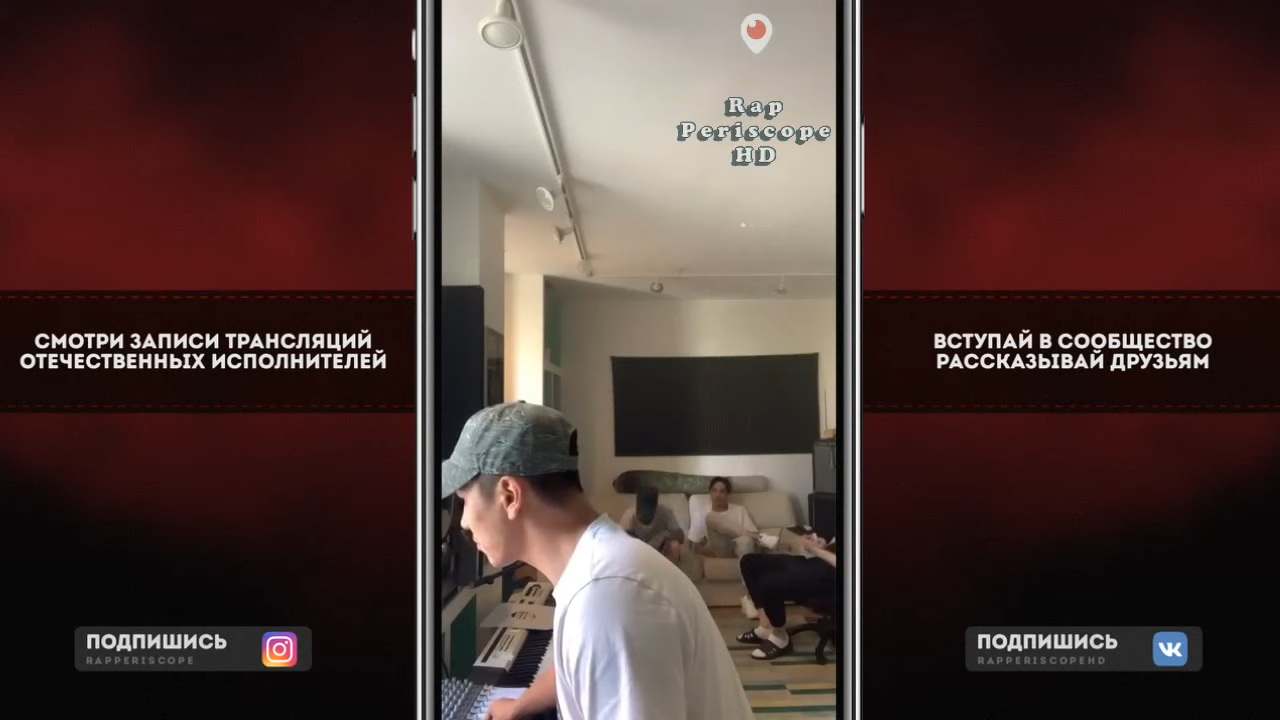 Rap
Periscope
HD
СМОТРИ ЗАПИСИ ТРАНСЛЯЦИЙ
ОТЕЧЕСТВЕННЫХ ИСПОЛНИТЕЛЕЙ
ВСТУПАЙ В СООБЩЕСТВО
РАССКАЗЫВАЙ ДРУЗЬЯМ
ПОДПИШИСЬ
RAPPERISCOPE
ПОДПИШИСЬ
RAPPERISCOPEHD